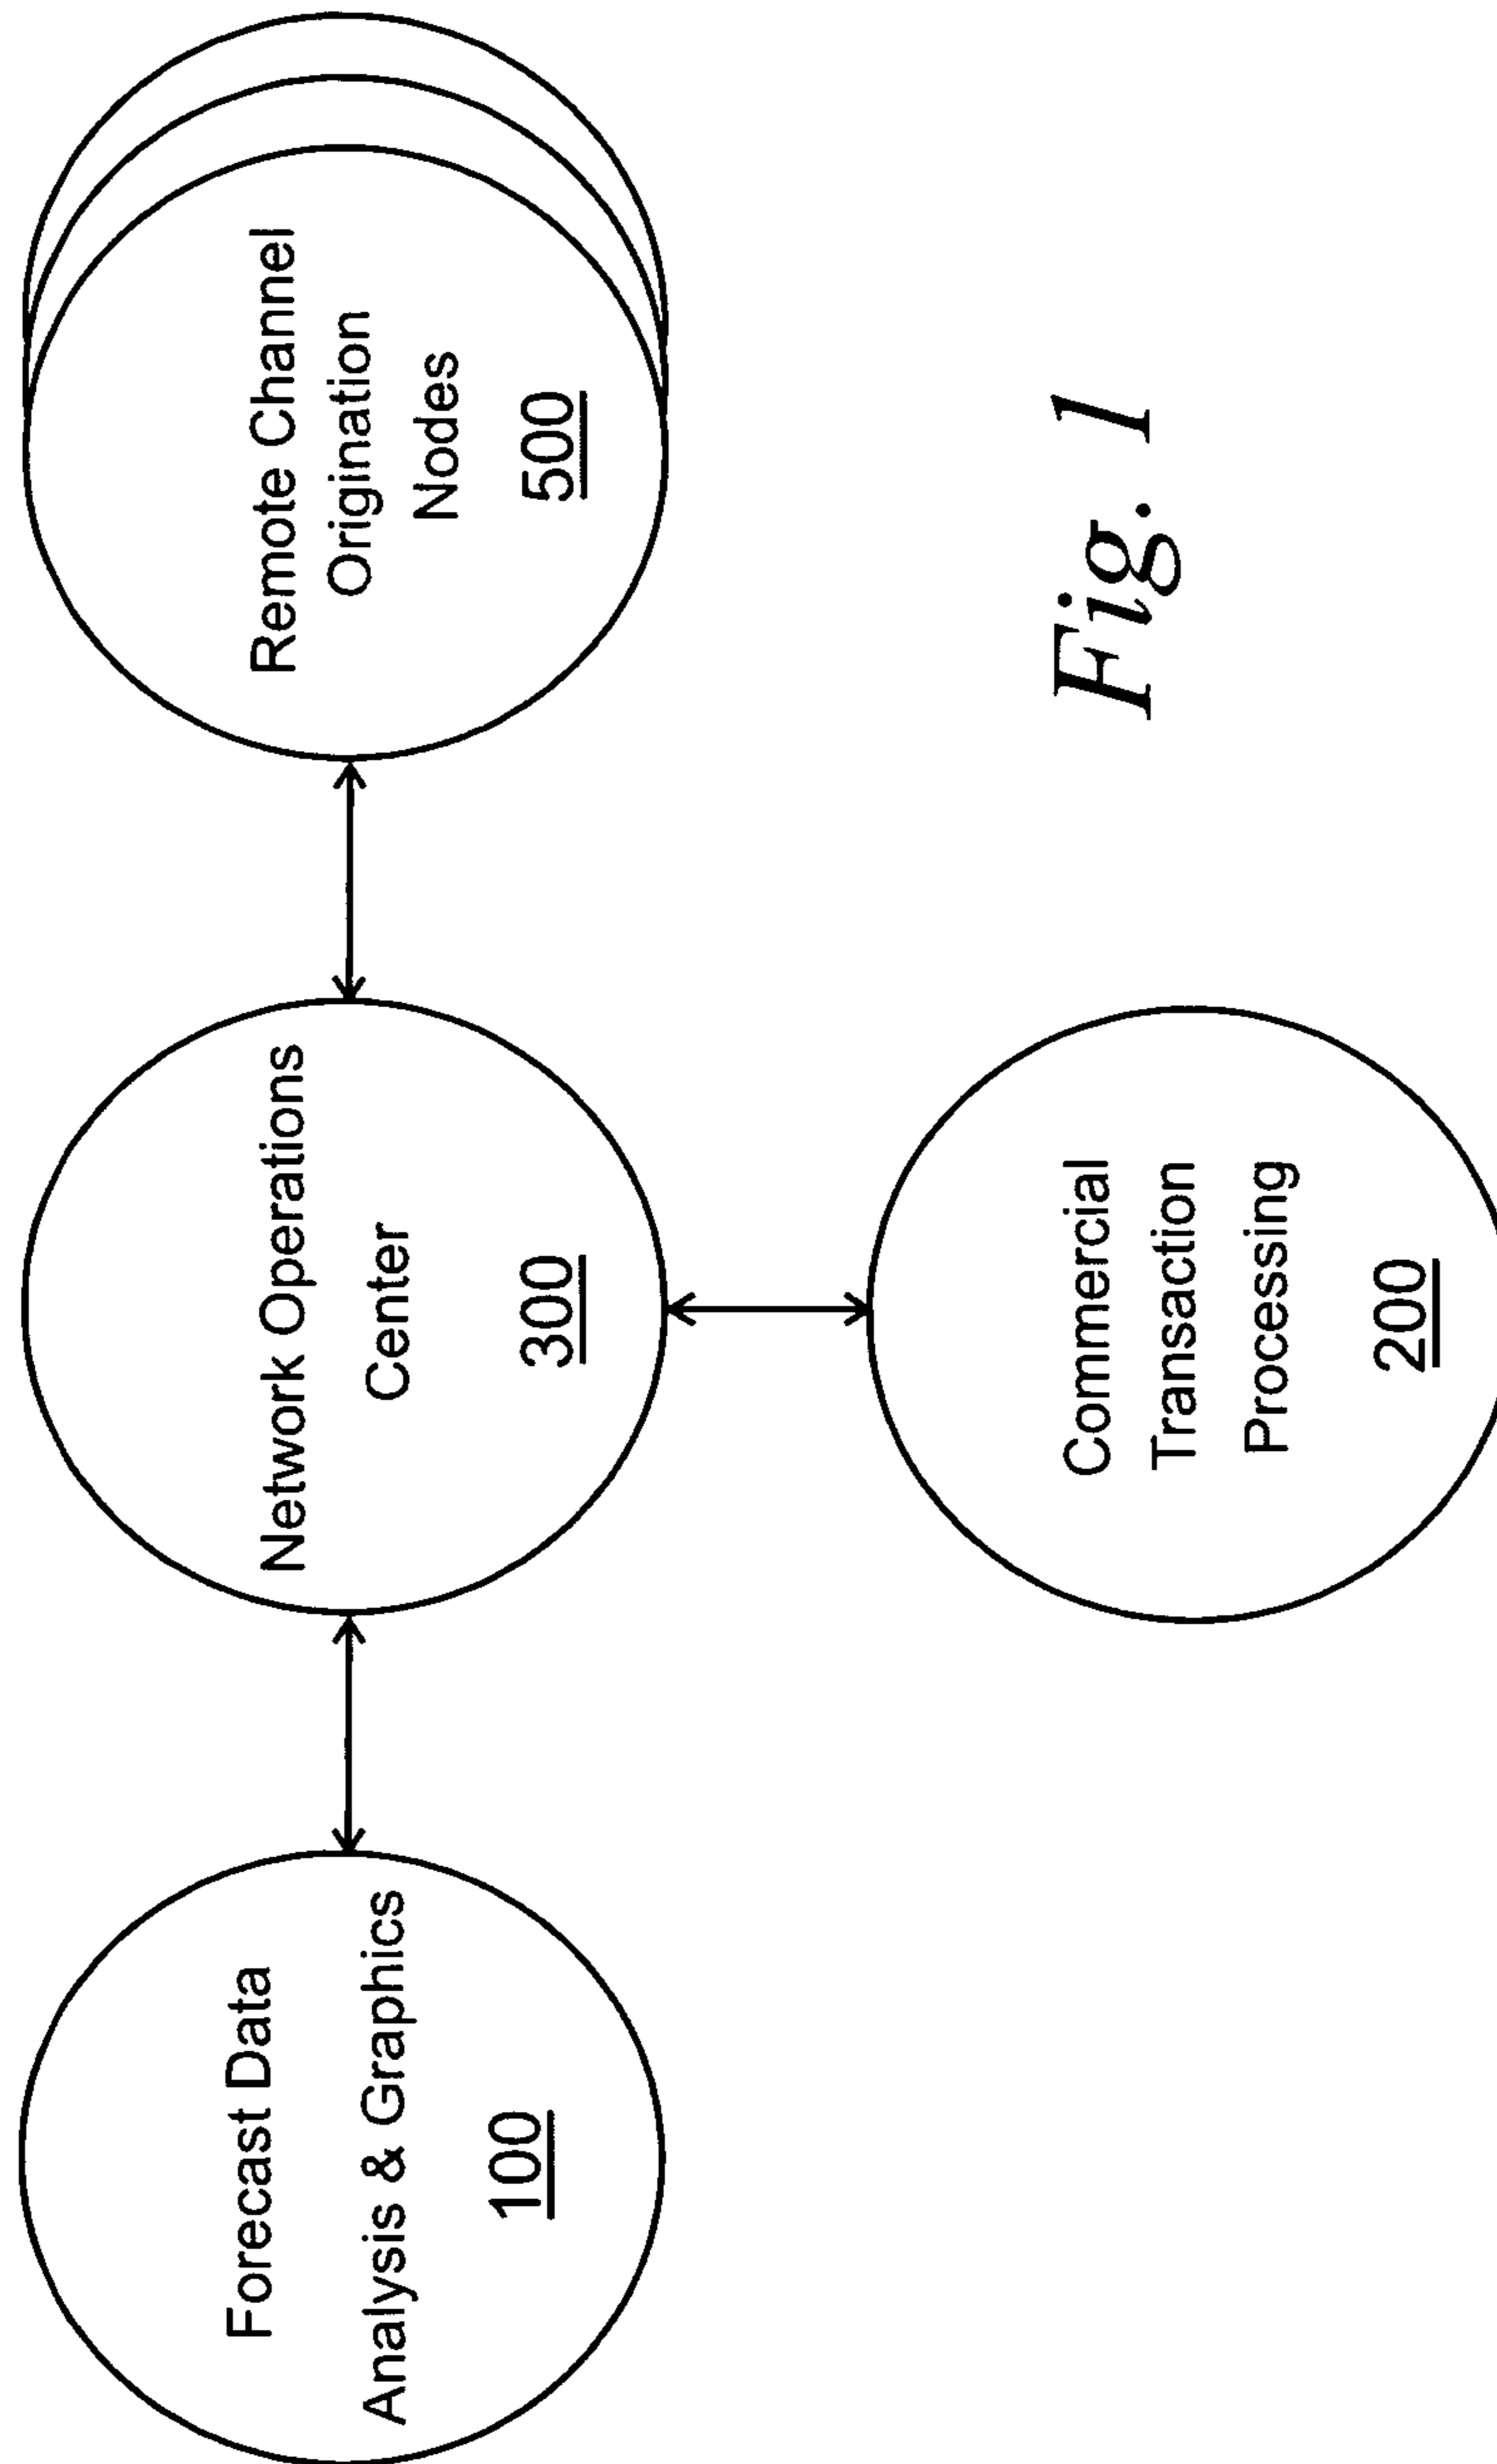 Forecast Data
Analysis & Graphics
100
Network Operations
Center
300
Remote Channel
Origination
Nodes
500
Commercial
Transaction
Processing
200
Fig. 1